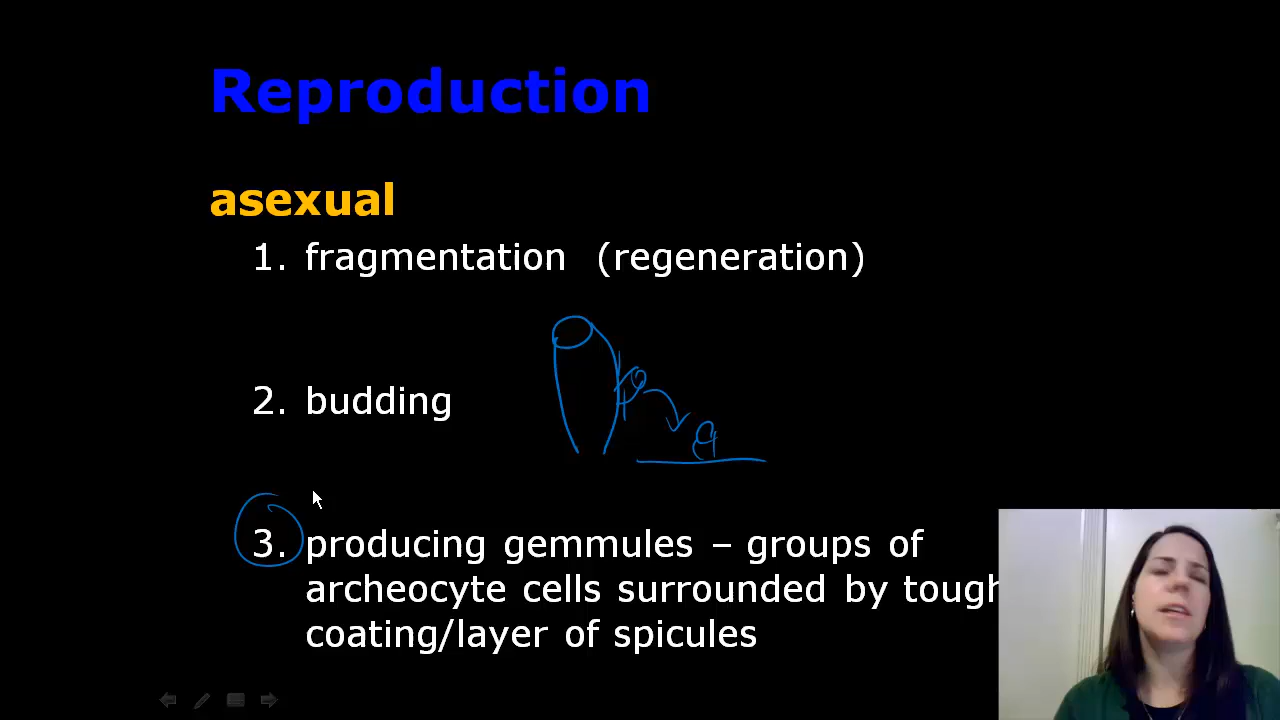 Reproduction
asexual
1. fragmentation (regeneration)
2. budding
3. producing gemmules – groups of
archeocyte cells surrounded by tough
coating/layer of spicules